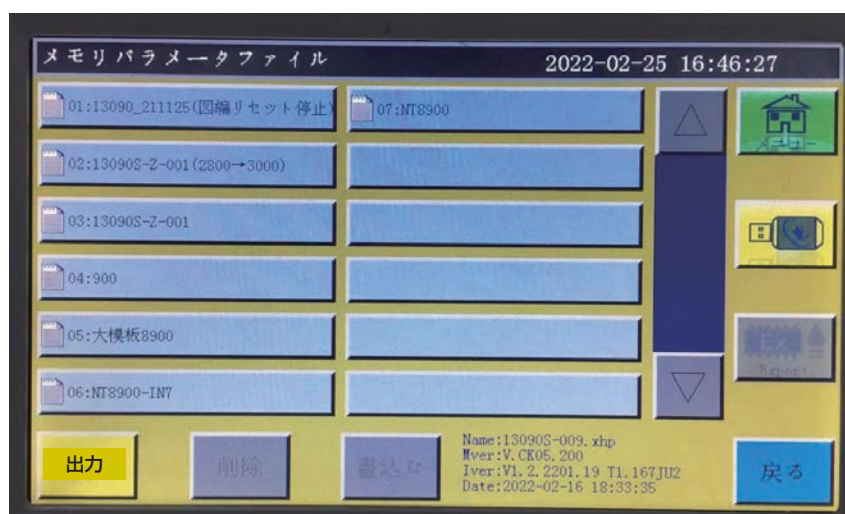 メモリパラメータファイル
2022-02-25 16:46:27
01:13090_211125(図編リセット停止)
07:NT8900
02:13090S-Z-001(2800→3000)
03:13090S-Z-001
04:900
05:大模板8900
06:NT8900-IN7
メニュー
Export
出力
削除
書込む
Name:13090S-009.xhp
Mver:V.CK05.200
Iver:V1.2.2201.19 T1.167JU2
Date:2022-02-16 18:33:35
戻る